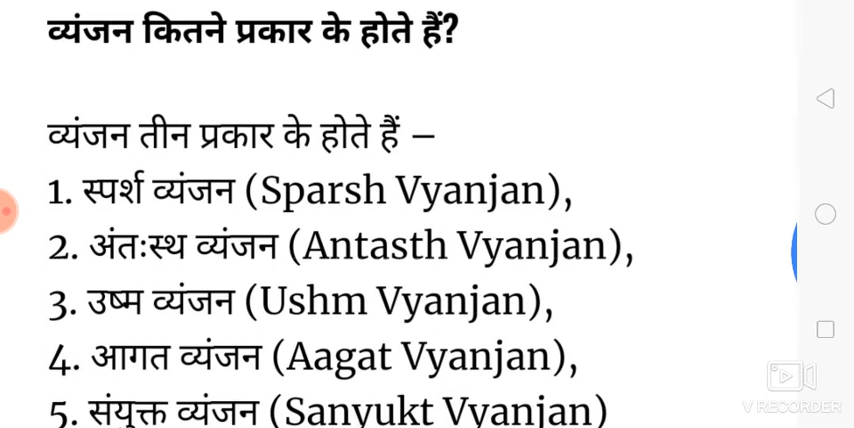 व्यंजन कितने प्रकार के होते हैं?
व्यंजन तीन प्रकार के होते हैं –
1. स्पर्श व्यंजन (Sparsh Vyanjan),
2. अंतःस्थ व्यंजन (Antasth Vyanjan),
3. उष्म व्यंजन (Ushm Vyanjan),
4. आगत व्यंजन (Aagat Vyanjan),
5. संयुक्त व्यंजन (Sanyukt Vyanjan)
V RECORDER